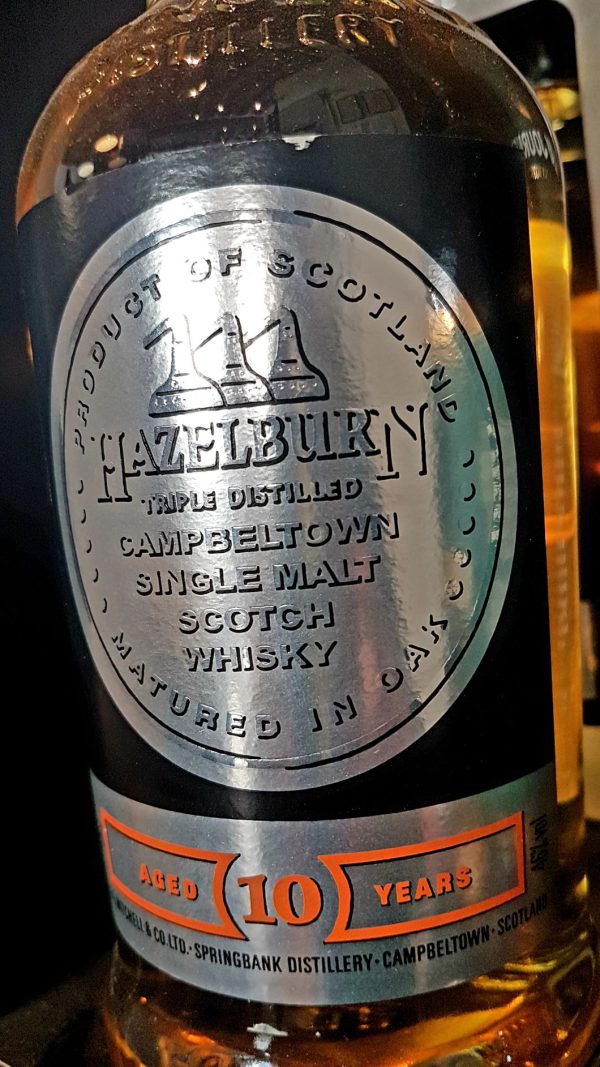 DISTILLERY
PRODUCT OF SCOTLAND
HAZELBURN
TRIPLE DISTILLED
CAMPBELTOWN
SINGLE MALT
SCOTCH
WHISKY
MATURED IN OAK
AGED 10 YEARS
MITCHELL & CO. LTD. · SPRINGBANK DISTILLERY · CAMPBELTOWN · SCOTLAND